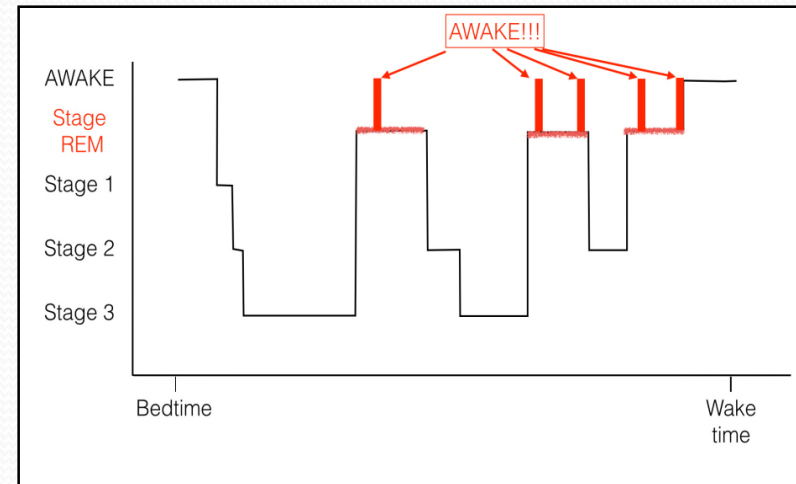 AWAKE!!!
AWAKE
Stage
REM
Stage 1
Stage 2
Stage 3
Bedtime
Wake
time